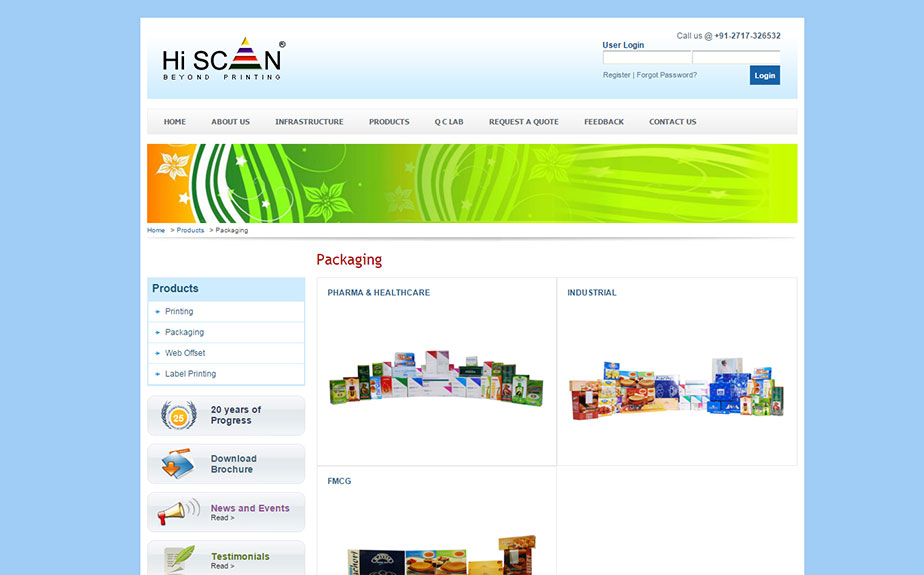 Hi SCAN®
BEYOND PRINTING
Call us @ +91-2717-326532
User Login
Register | Forgot Password?
Login
HOME ABOUT US INFRASTRUCTURE PRODUCTS Q C LAB REQUEST A QUOTE FEEDBACK CONTACT US
Home > Products > Packaging
Packaging
Products
Printing
Packaging
Web Offset
Label Printing
25
20 years of
Progress
Download
Brochure
News and Events
Read >
Testimonials
Read >
PHARMA & HEALTHCARE
INDUSTRIAL
FMCG